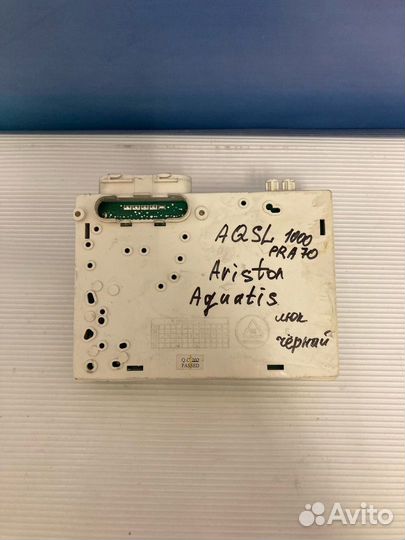 AQSL 1000
PRA 70
Ariston
Aquatis
люк
чёрный
PASSED
Avito